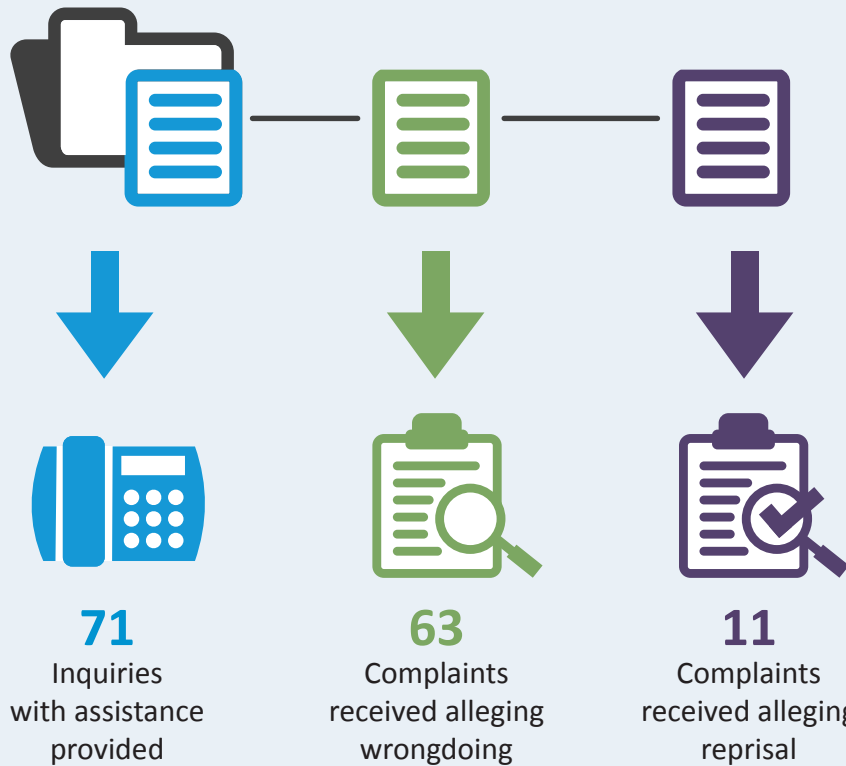 71
Inquiries
with assistance
provided
63
Complaints
received alleging
wrongdoing
11
Complaints
received alleging
reprisal